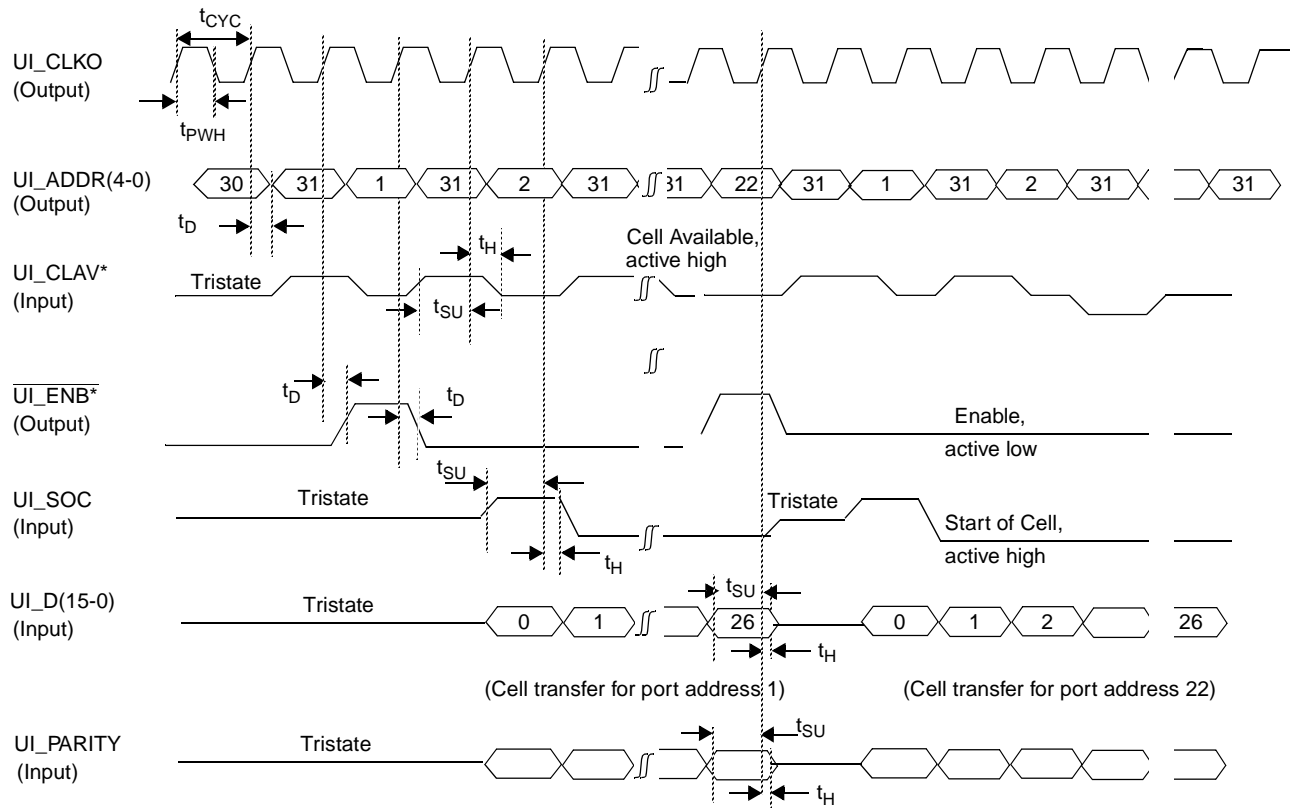 tCYC
UI_CLKO
(Output)
tPWH
UI_ADDR(4-0)
(Output)
30 31 1 31 2 31 31 22 31 1 31 2 31 31
tD
tH
Cell Available,
active high
UI_CLAV*
(Input)
Tristate
tSU
UI_ENB*
(Output)
tD
tD
Enable,
active low
tSU
UI_SOC
(Input)
Tristate
Tristate
Start of Cell,
active high
tH
UI_D(15-0)
(Input)
Tristate
tSU
0 1 26 0 1 2 26
tH
(Cell transfer for port address 1) (Cell transfer for port address 22)
UI_PARITY
(Input)
Tristate
tSU
tH